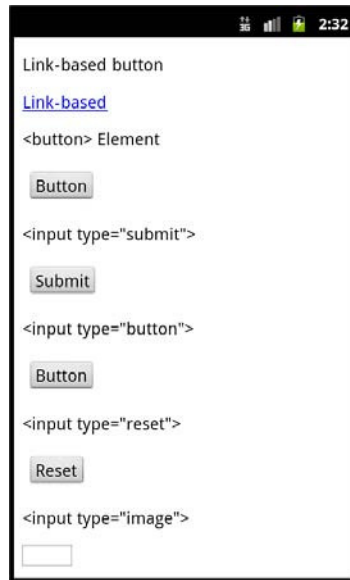 3G 2:32
Link-based button
Link-based
<button> Element
Button
<input type="submit">
Submit
<input type="button">
Button
<input type="reset">
Reset
<input type="image">